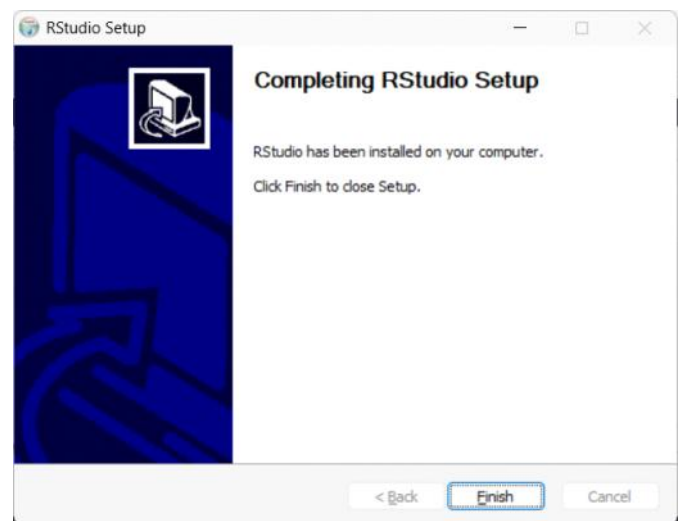 RStudio Setup
Completing RStudio Setup
RStudio has been installed on your computer.
Click Finish to close Setup.
< Back
Finish
Cancel